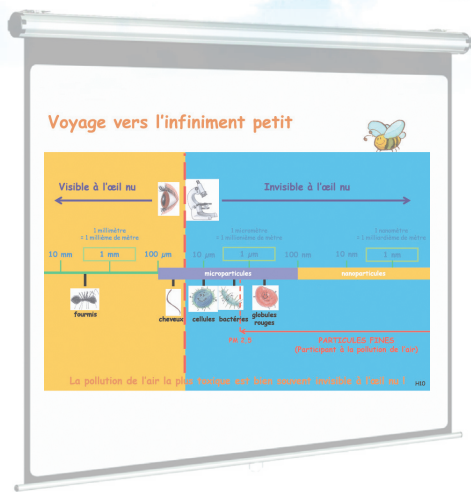 Voyage vers l'infiniment petit
Visible à l'œil nu
Invisible à l'œil nu
1 millimètre
= 1 millième de mètre
1 micromètre
= 1 millionième de mètre
1 nanomètre
= 1 milliardième de mètre
10 mm
1 mm
100 µm
10 µm
1 µm
100 nm
10 nm
1 nm
microparticules
nanoparticules
fourmis
cheveux
cellules
bactéries
globules
rouges
PM 2.5
PARTICULES FINES
(Participent à la pollution de l'air)
La pollution de l'air la plus toxique est bien souvent invisible à l'œil nu !
H10